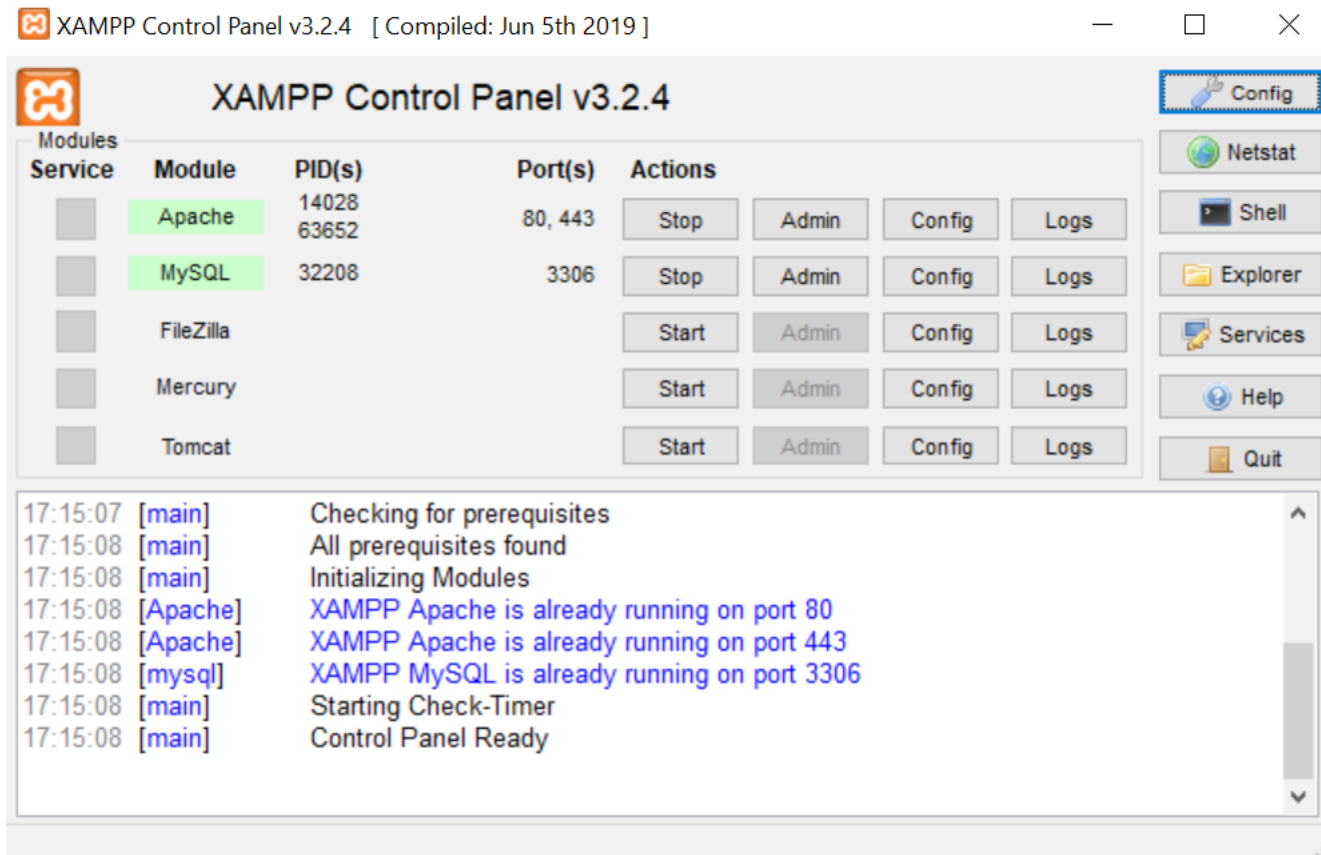 XAMPP Control Panel v3.2.4 [ Compiled: Jun 5th 2019 ]
XAMPP Control Panel v3.2.4
Config
Modules
Netstat
Service Module PID(s) Port(s) Actions
Apache 14028 63652 80, 443 Stop Admin Config Logs
Shell
MySQL 32208 3306 Stop Admin Config Logs
Explorer
FileZilla Start Admin Config Logs
Services
Mercury Start Admin Config Logs
Help
Tomcat Start Admin Config Logs
Quit
17:15:07 [main] Checking for prerequisites
17:15:08 [main] All prerequisites found
17:15:08 [main] Initializing Modules
17:15:08 [Apache] XAMPP Apache is already running on port 80
17:15:08 [Apache] XAMPP Apache is already running on port 443
17:15:08 [mysql] XAMPP MySQL is already running on port 3306
17:15:08 [main] Starting Check-Timer
17:15:08 [main] Control Panel Ready